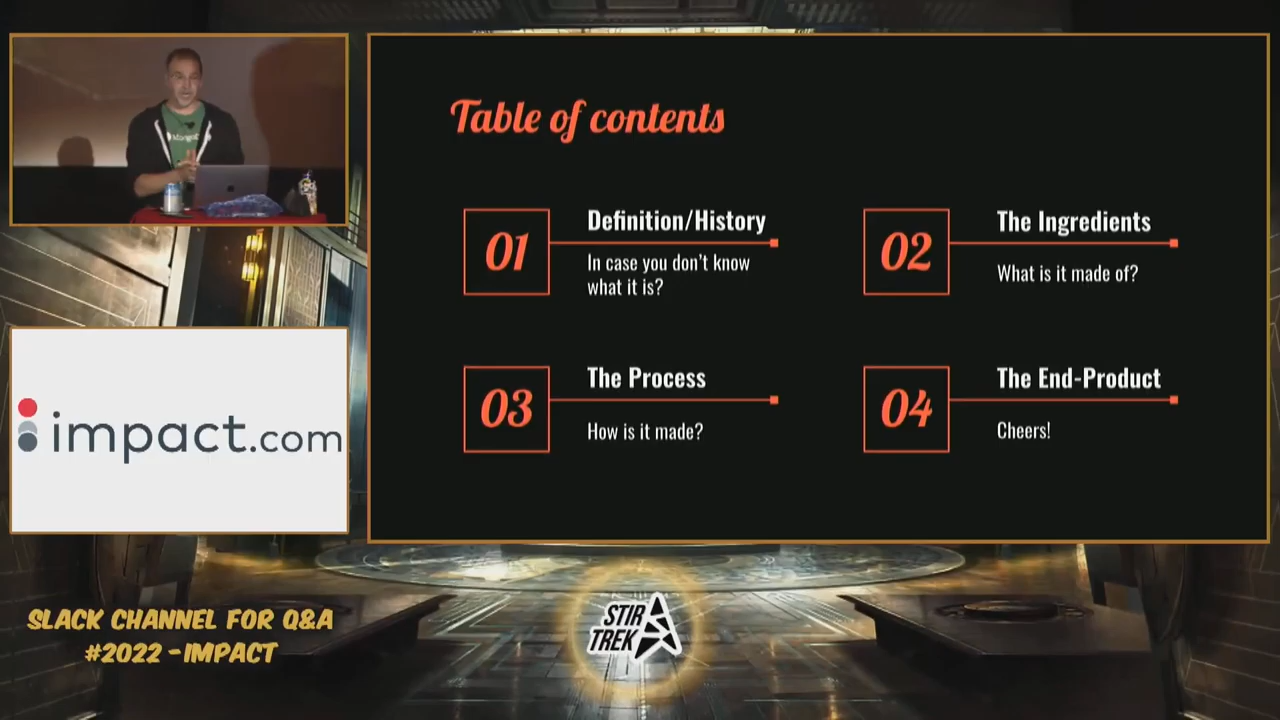 Table of contents
01
Definition/History
In case you don't know
what it is?
02
The Ingredients
What is it made of?
03
The Process
How is it made?
04
The End-Product
Cheers!
impact.com
SLACK CHANNEL FOR Q&A
#2022 - IMPACT
STIR
TREK